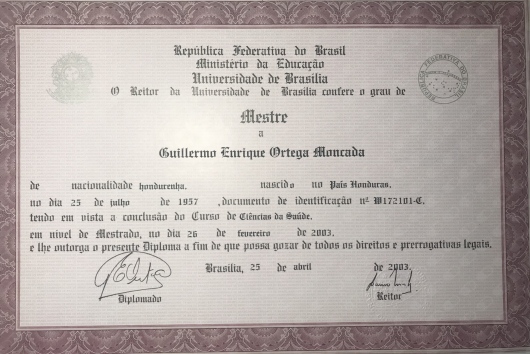 República Federativa do Brasil
Ministério da Educação
Universidade de Brasília
O Reitor da Universidade de Brasília confere o grau de
Mestre
a
Guillermo Enrique Ortega Moncada
de nacionalidade hondurenha, nascido no País Honduras,
no dia 25 de julho de 1957 ,documento de identificação nº W172101-C,
tendo em vista a conclusão do Curso de Ciências da Saúde,
em nível de Mestrado, no dia 26 de fevereiro de 2003,
e lhe outorga o presente Diploma a fim de que possa gozar de todos os direitos e prerrogativas legais.
Brasília, 25 de abril de 2003.
Diplomado Reitor